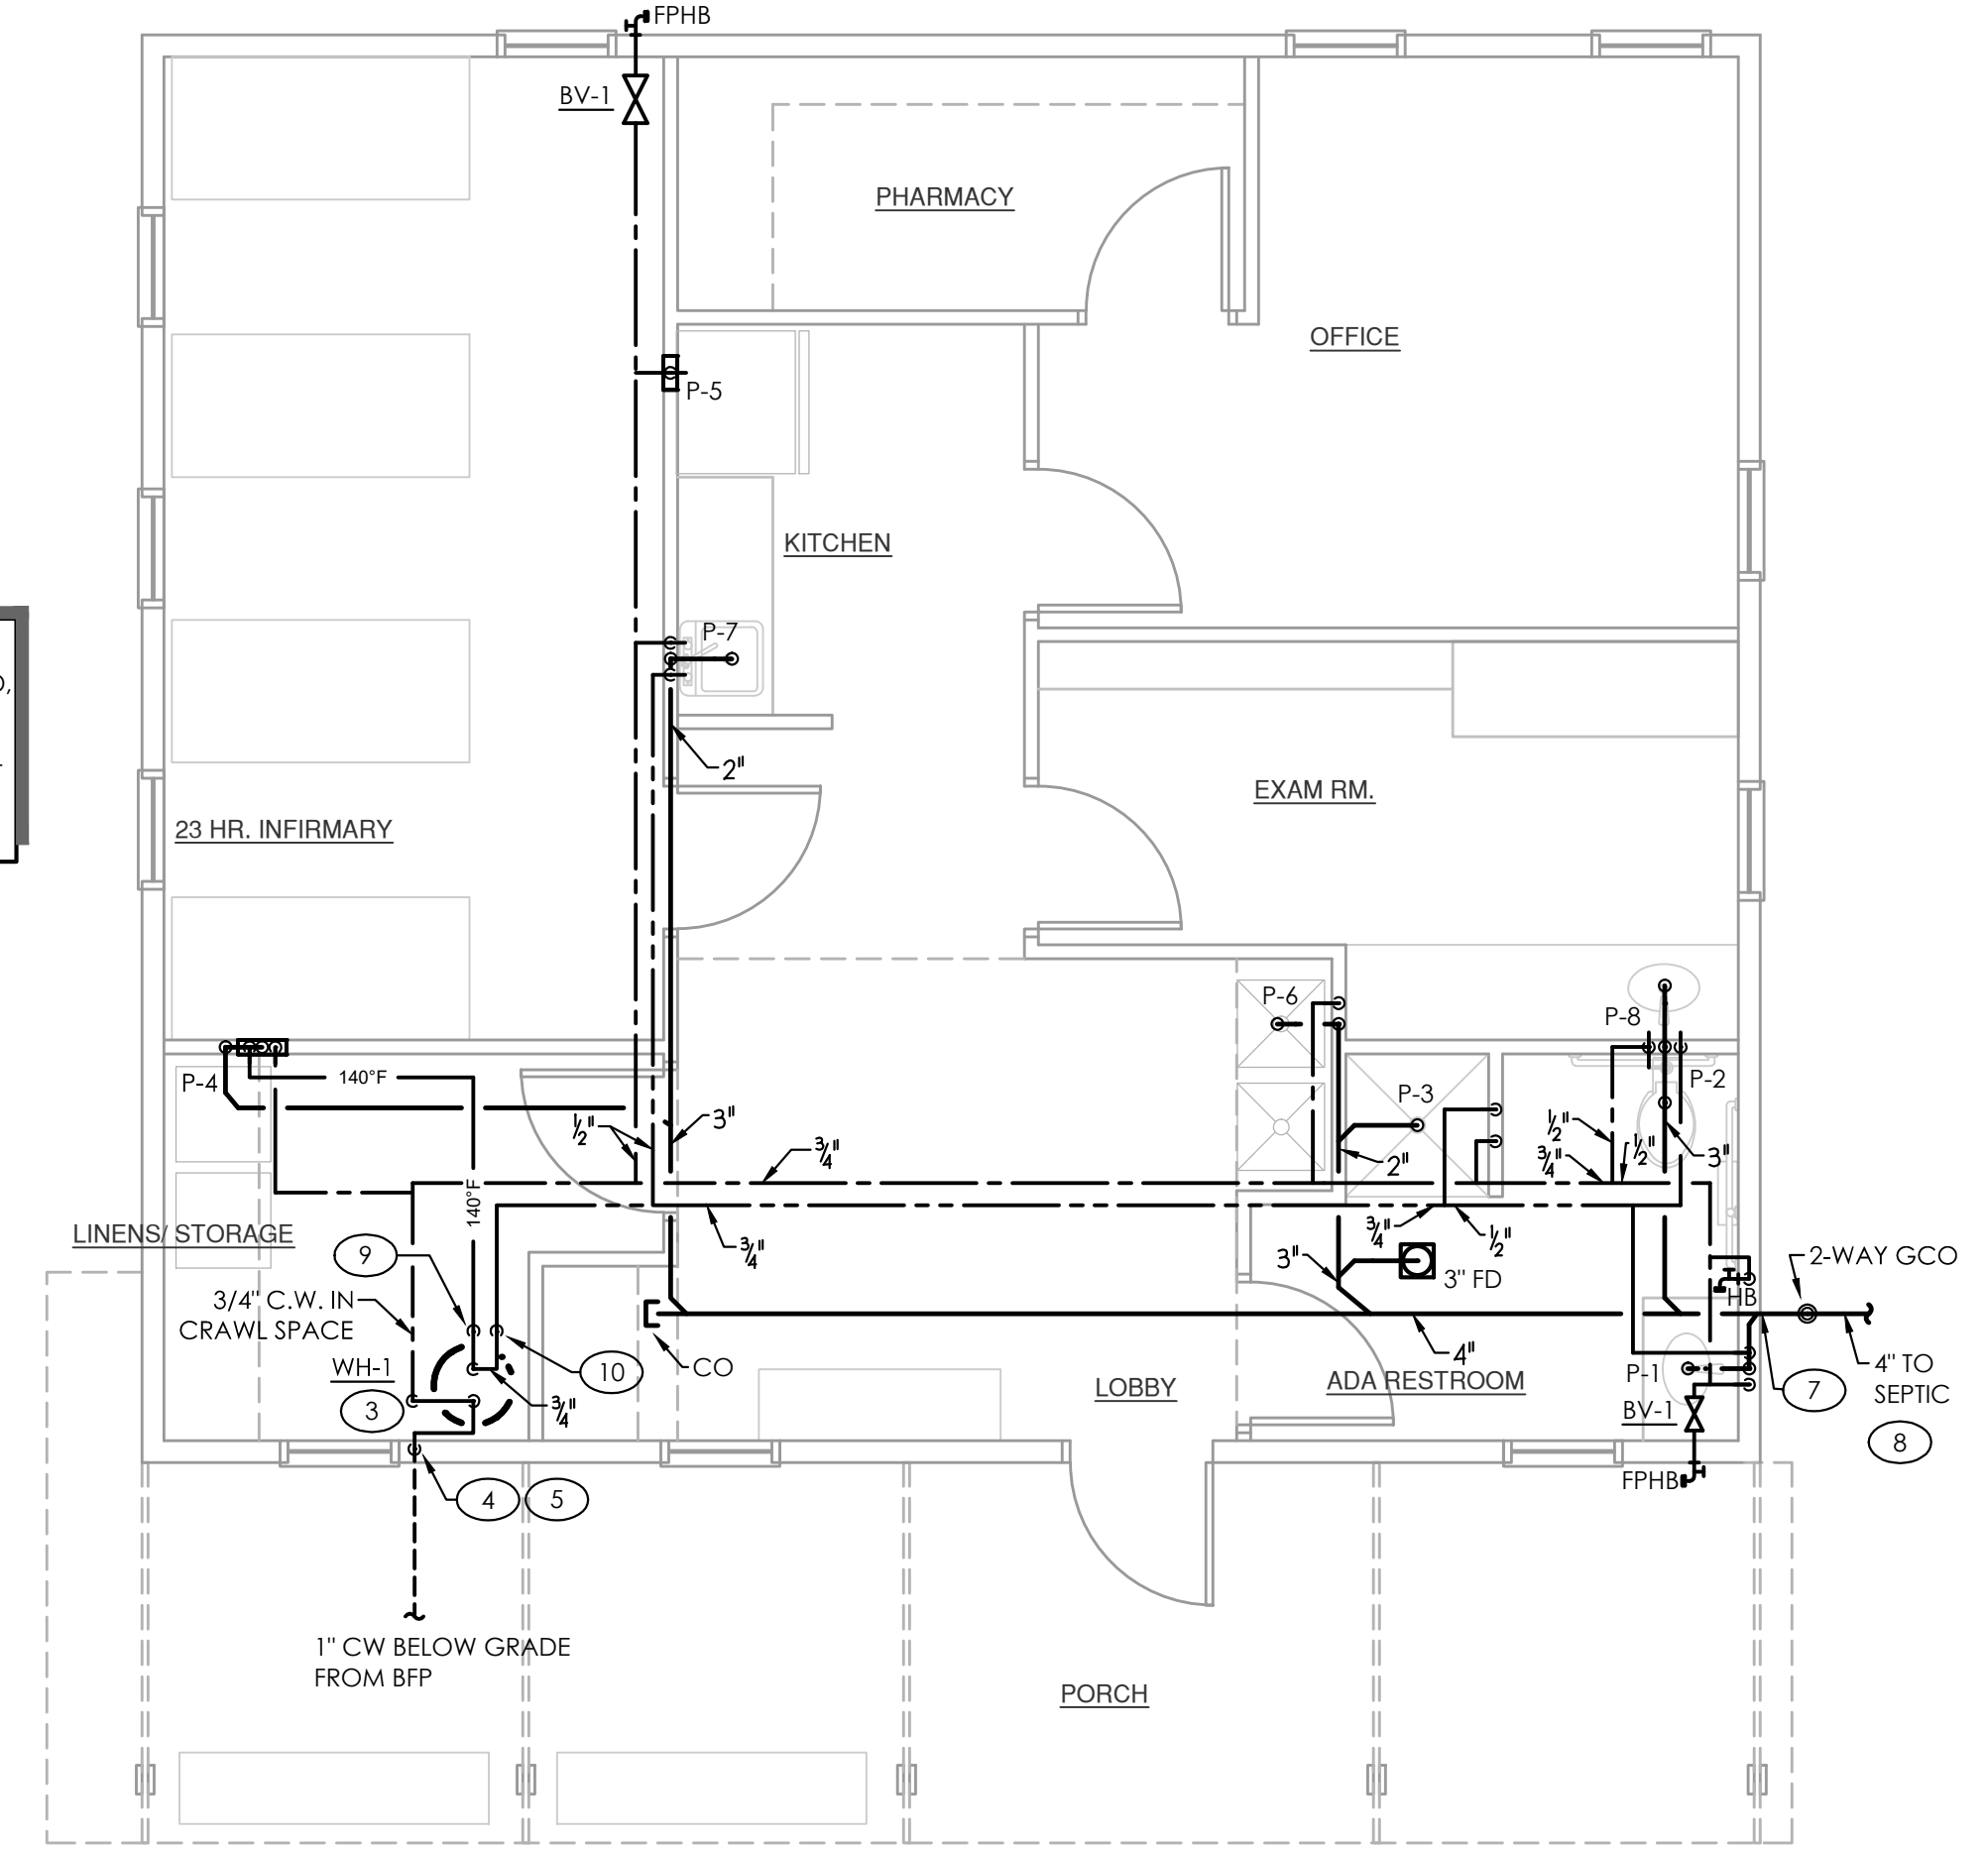 FPHB
BV-1
PHARMACY
OFFICE
P-5
KITCHEN
P-7
2"
EXAM RM.
23 HR. INFIRMARY
P-6
P-8
P-4
140°F
P-3
P-2
1/2"
3"
3/4"
2"
1/2"
3/4"
1/2"
3"
140°F
LINENS/ STORAGE
9
3/4"
3/4"
1/2"
3"
3" FD
2-WAY GCO
HB
3/4" C.W. IN
CRAWL SPACE
WH-1
3
10
3/4"
CO
4"
LOBBY
ADA RESTROOM
P-1
BV-1
7
4" TO
SEPTIC
8
FPHB
4
5
1" CW BELOW GRADE
FROM BFP
PORCH